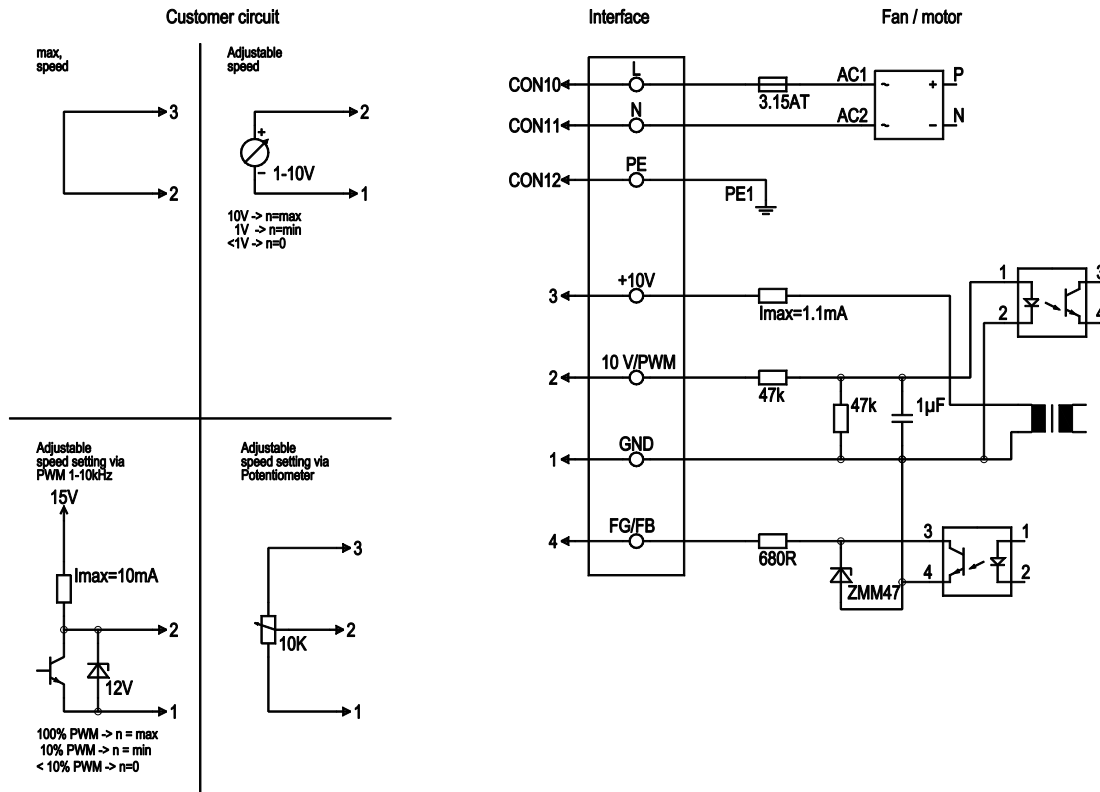 Customer circuit
Interface
Fan / motor
max,
speed
3
2
Adjustable
speed
2
+
1-10V
−
1
10V -> n=max
1V -> n=min
<1V -> n=0
Adjustable
speed setting via
PWM 1-10kHz
15V
Imax=10mA
2
12V
1
100% PWM -> n = max
10% PWM -> n = min
< 10% PWM -> n=0
Adjustable
speed setting via
Potentiometer
3
2
10K
1
CON10
L
3.15AT
AC1
~
+
P
CON11
N
AC2
~
−
N
CON12
PE
PE1
3
+10V
Imax=1.1mA
1
2
3
4
2
10 V/PWM
47k
47k
1µF
1
GND
4
FG/FB
680R
ZMM47
3
4
1
2